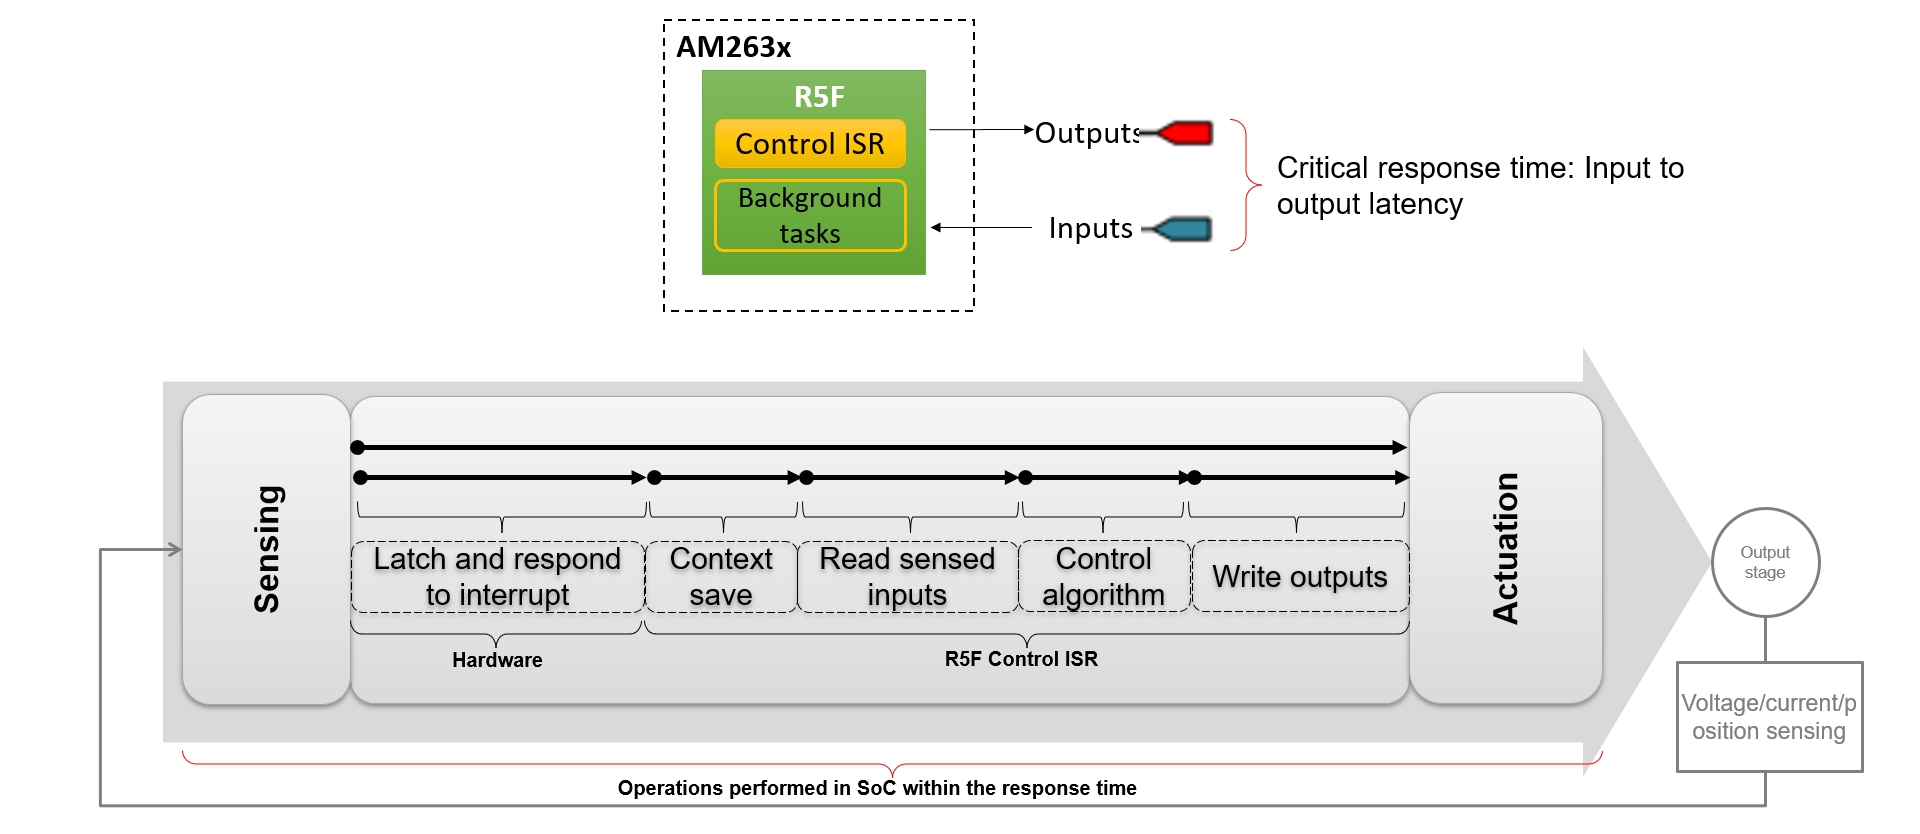 AM263x
R5F
Control ISR
Background
tasks
Outputs
Inputs
Critical response time: Input to
output latency
Sensing
Latch and respond
to interrupt
Context
save
Read sensed
inputs
Control
algorithm
Write outputs
Hardware
R5F Control ISR
Actuation
Output
stage
Voltage/current/p
osition sensing
Operations performed in SoC within the response time